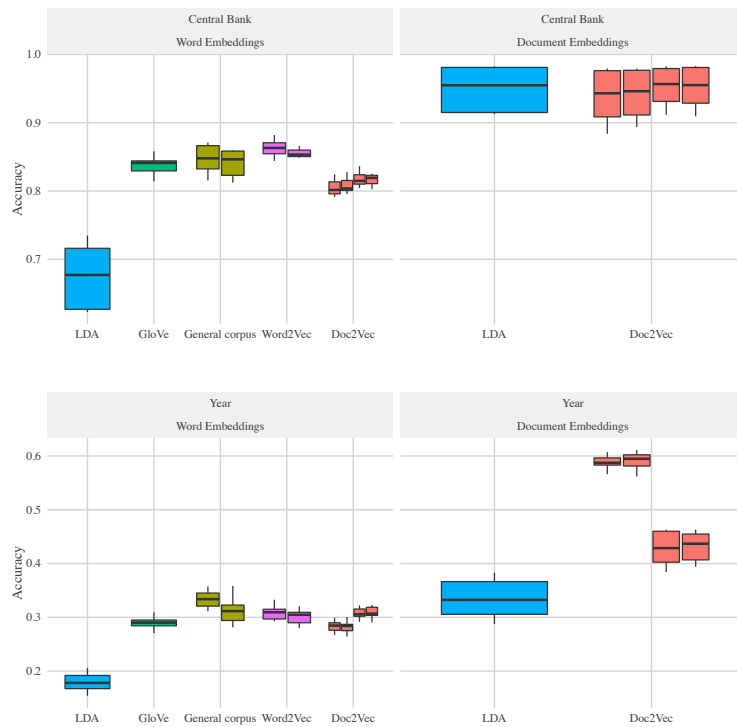 Central Bank
Word Embeddings
Central Bank
Document Embeddings
Accuracy
1.0
0.9
0.8
0.7
LDA GloVe General corpus Word2Vec Doc2Vec
LDA Doc2Vec
Year
Word Embeddings
Year
Document Embeddings
Accuracy
0.6
0.5
0.4
0.3
0.2
LDA GloVe General corpus Word2Vec Doc2Vec
LDA Doc2Vec